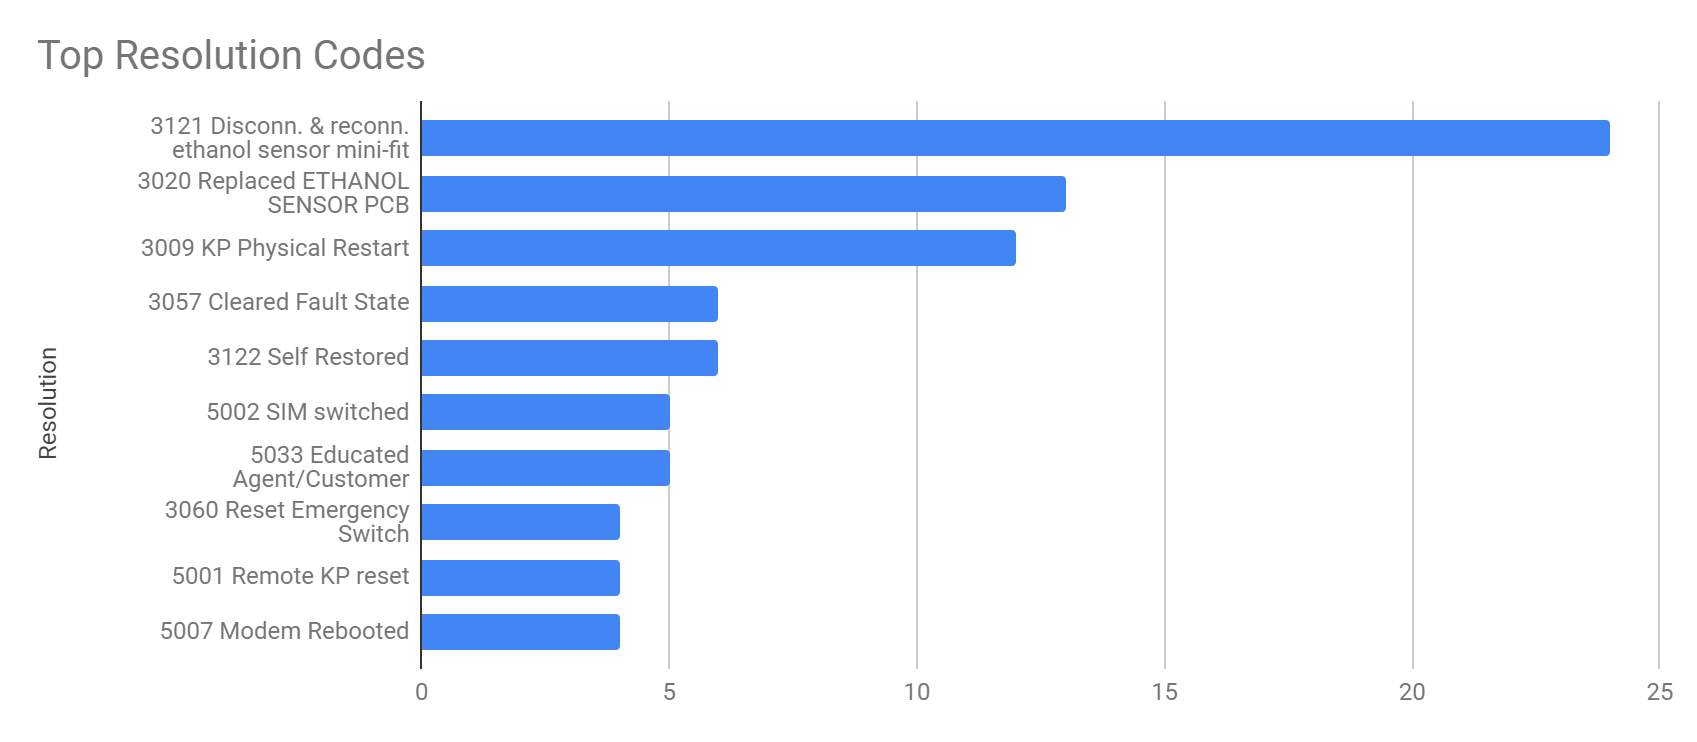 Top Resolution Codes
3121 Disconn. & reconn.
ethanol sensor mini-fit
3020 Replaced ETHANOL
SENSOR PCB
3009 KP Physical Restart
3057 Cleared Fault State
3122 Self Restored
5002 SIM switched
5033 Educated
Agent/Customer
3060 Reset Emergency
Switch
5001 Remote KP reset
5007 Modem Rebooted
Resolution
0 5 10 15 20 25